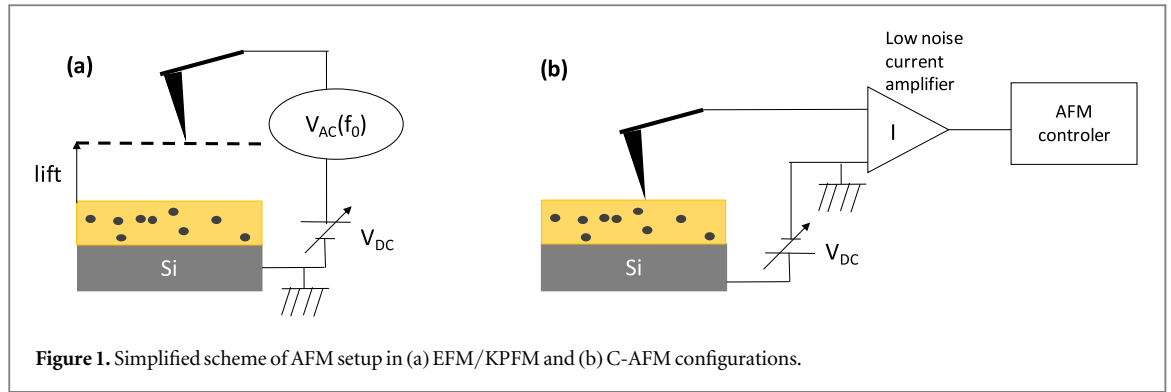 (a)
V_AC(f_0)
lift
Si
V_DC
(b)
Low noise
current
amplifier
I
AFM
controler
Si
V_DC
Figure 1. Simplified scheme of AFM setup in (a) EFM/KPFM and (b) C-AFM configurations.